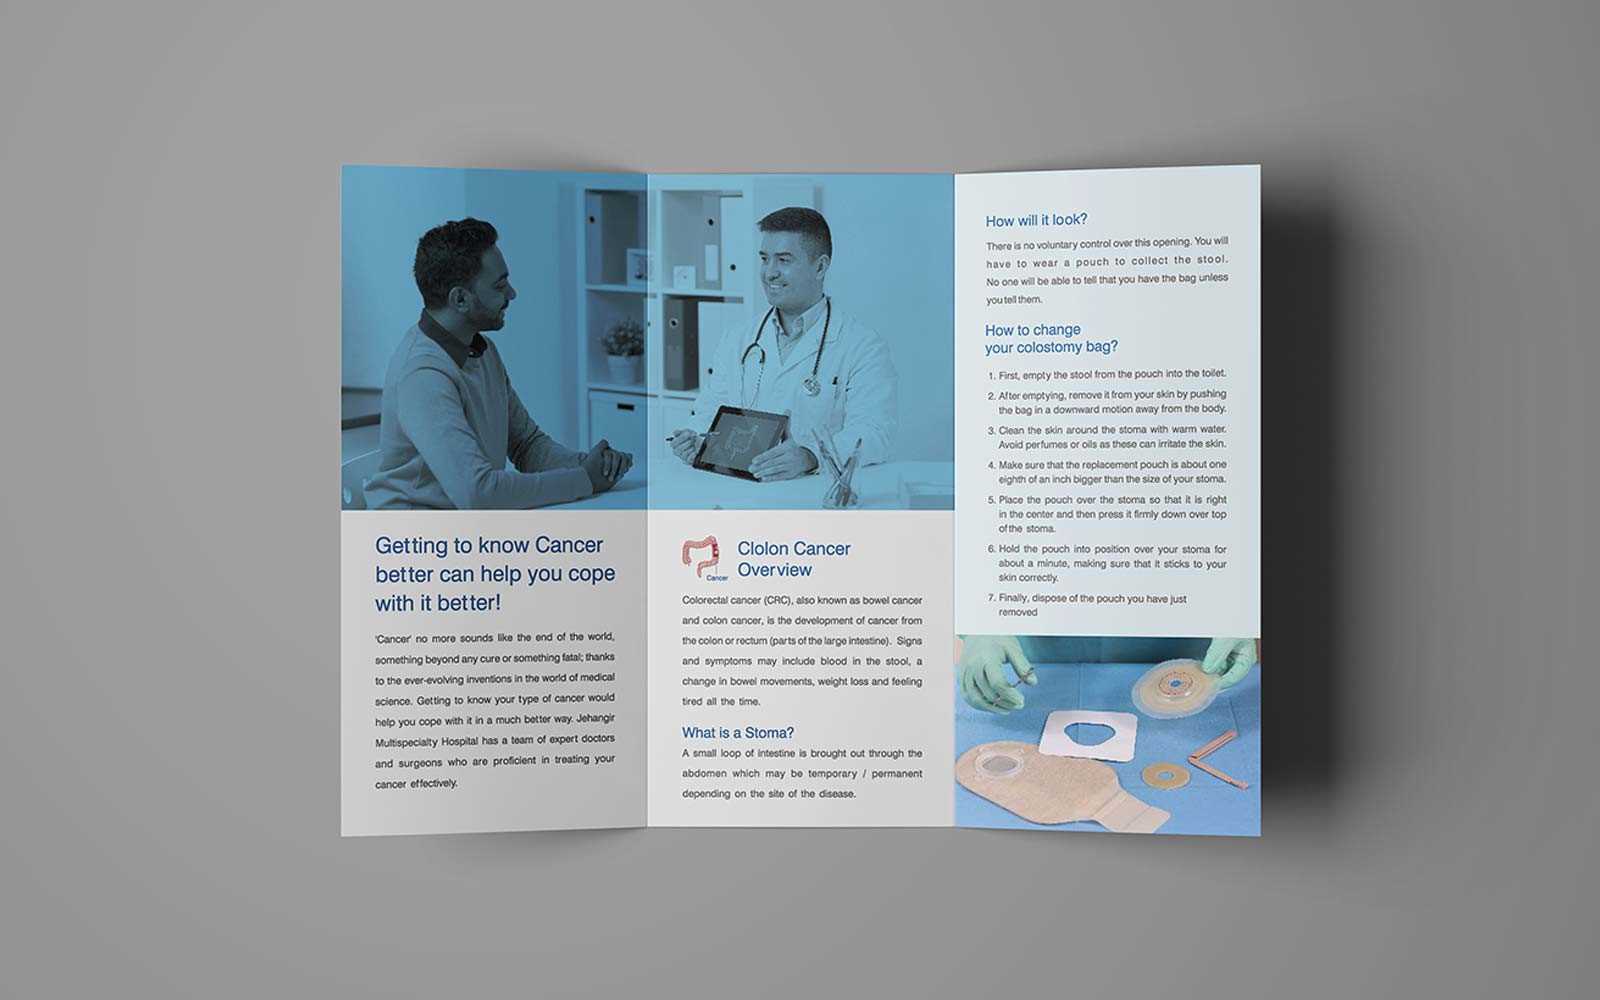 Getting to know Cancer
better can help you cope
with it better!
'Cancer' no more sounds like the end of the world,
something beyond any cure or something fatal; thanks
to the ever-evolving inventions in the world of medical
science. Getting to know your type of cancer would
help you cope with it in a much better way. Jehangir
Multispecialty Hospital has a team of expert doctors
and surgeons who are proficient in treating your
cancer effectively.
Cancer
Clolon Cancer
Overview
Colorectal cancer (CRC), also known as bowel cancer
and colon cancer, is the development of cancer from
the colon or rectum (parts of the large intestine). Signs
and symptoms may include blood in the stool, a
change in bowel movements, weight loss and feeling
tired all the time.
What is a Stoma?
A small loop of intestine is brought out through the
abdomen which may be temporary / permanent
depending on the site of the disease.
How will it look?
There is no voluntary control over this opening. You will
have to wear a pouch to collect the stool.
No one will be able to tell that you have the bag unless
you tell them.
How to change
your colostomy bag?
1. First, empty the stool from the pouch into the toilet.
2. After emptying, remove it from your skin by pushing
the bag in a downward motion away from the body.
3. Clean the skin around the stoma with warm water.
Avoid perfumes or oils as these can irritate the skin.
4. Make sure that the replacement pouch is about one
eighth of an inch bigger than the size of your stoma.
5. Place the pouch over the stoma so that it is right
in the center and then press it firmly down over top
of the stoma.
6. Hold the pouch into position over your stoma for
about a minute, making sure that it sticks to your
skin correctly.
7. Finally, dispose of the pouch you have just
removed